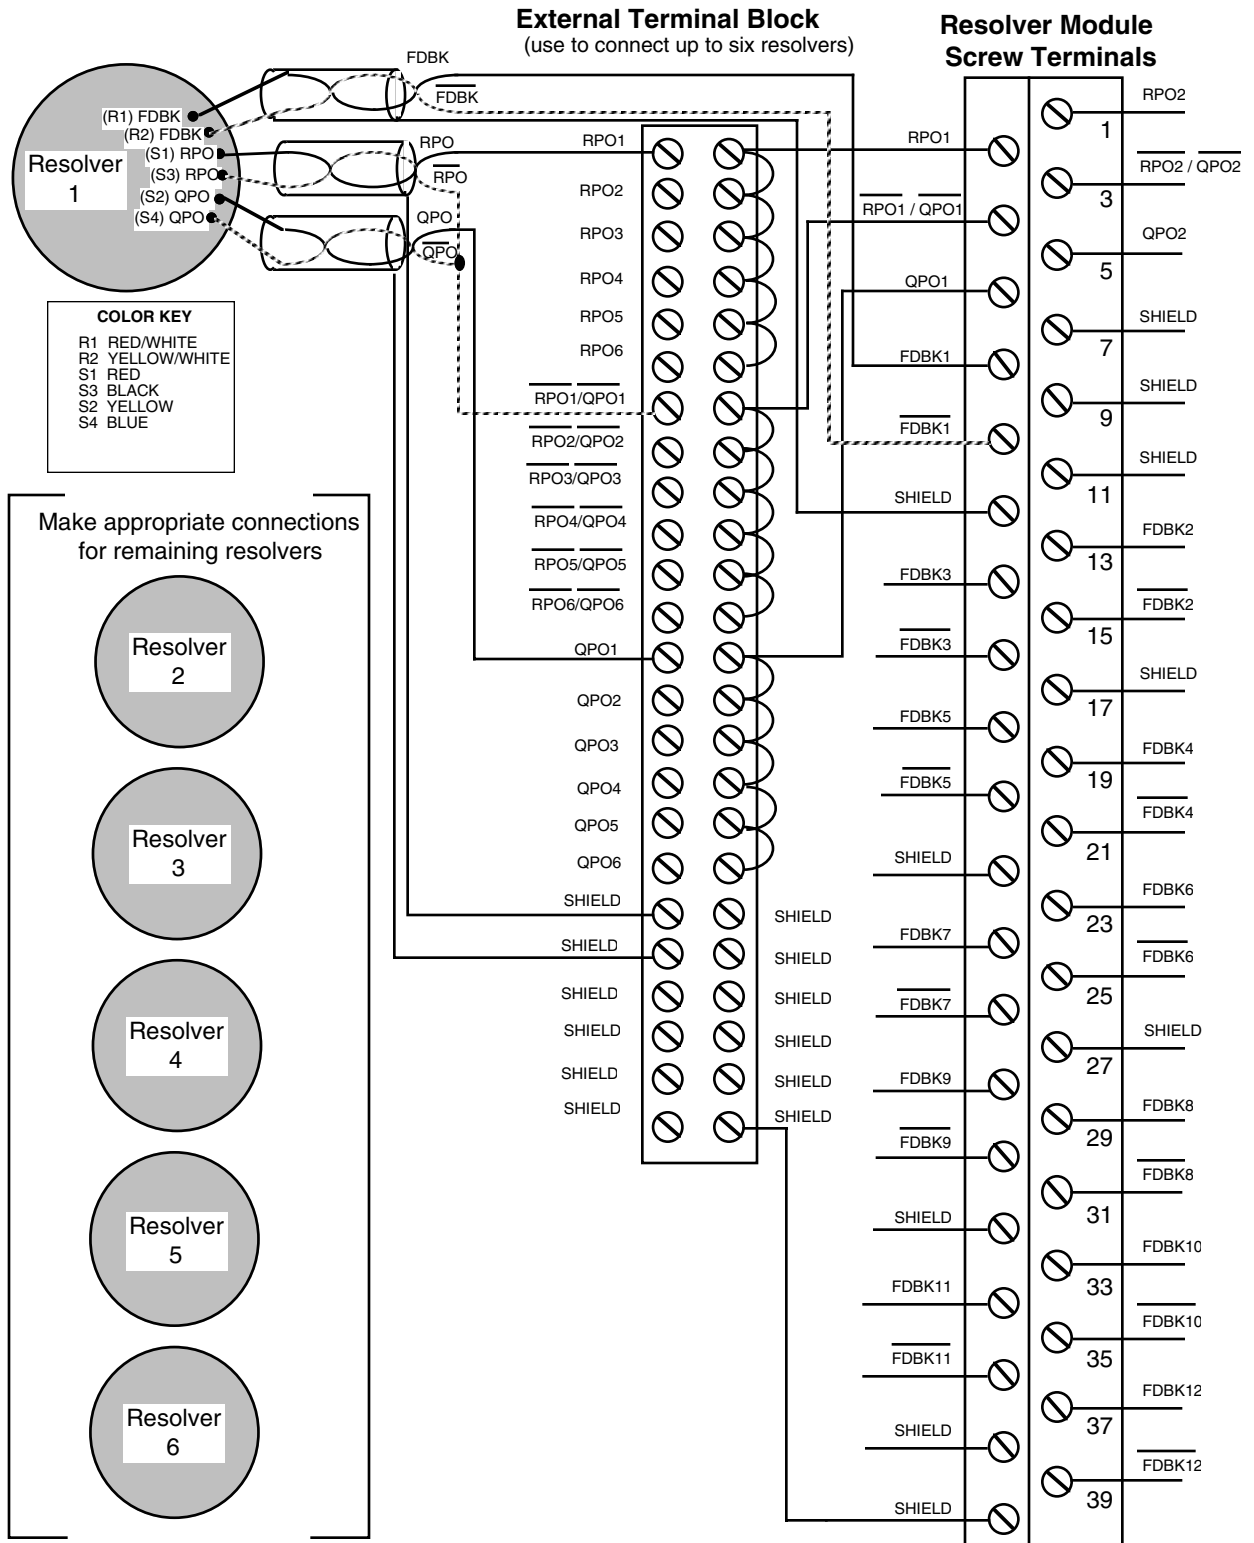 External Terminal Block
(use to connect up to six resolvers)
Resolver Module
Screw Terminals
FDBK
FDBK
RPO
RPO
QPO
QPO
(R1) FDBK
(R2) FDBK
(S1) RPO
(S3) RPO
(S2) QPO
(S4) QPO
Resolver
1
COLOR KEY
R1 RED/WHITE
R2 YELLOW/WHITE
S1 RED
S3 BLACK
S2 YELLOW
S4 BLUE
Make appropriate connections
for remaining resolvers
Resolver
2
Resolver
3
Resolver
4
Resolver
5
Resolver
6
RPO1
RPO2
RPO3
RPO4
RPO5
RPO6
RPO1/QPO1
RPO2/QPO2
RPO3/QPO3
RPO4/QPO4
RPO5/QPO5
RPO6/QPO6
QPO1
QPO2
QPO3
QPO4
QPO5
QPO6
SHIELD
SHIELD
SHIELD
SHIELD
SHIELD
SHIELD
SHIELD
SHIELD
SHIELD
SHIELD
SHIELD
SHIELD
RPO1
RPO1 / QPO1
QPO1
FDBK1
FDBK1
SHIELD
FDBK3
FDBK3
FDBK5
FDBK5
SHIELD
FDBK7
FDBK7
FDBK9
FDBK9
SHIELD
FDBK11
FDBK11
SHIELD
SHIELD
1
RPO2
3
RPO2 / QPO2
5
QPO2
7
SHIELD
9
SHIELD
11
SHIELD
13
FDBK2
15
FDBK2
17
SHIELD
19
FDBK4
21
FDBK4
23
FDBK6
25
FDBK6
27
SHIELD
29
FDBK8
31
FDBK8
33
FDBK10
35
FDBK10
37
FDBK12
39
FDBK12